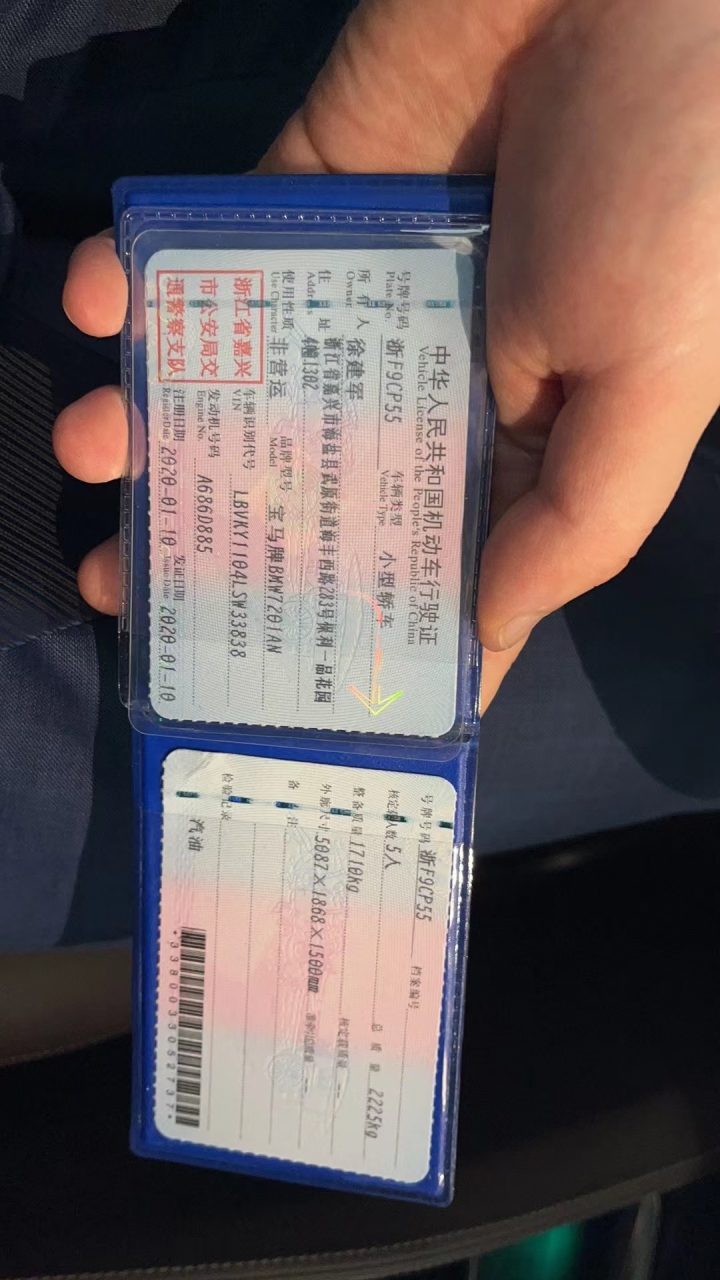 中华人民共和国机动车行驶证
Vehicle License of the People's Republic of China
号牌号码 浙F9CP55 车辆类型 小型轿车
Plate No. Vehicle Type
所有人 徐建军
Owner
住址 浙江省嘉兴市海盐县武原街道海丰西路283号保利一品花园
Address 4幢1302
使用性质 非营运 品牌型号 宝马牌BMW7201AN
Use Character Model
浙江省嘉兴
市公安局交
通警察支队
车辆识别代号 LBVKY1104LSW33838
VIN
发动机号码 A686D885
Engine No.
注册日期 2020-01-10 发证日期 2020-01-10
Register Date Issue Date
号牌号码 浙F9CP55 档案编号
核定载人数 5人 总质量 2225kg
整备质量 1710kg 核定载质量 --
外廓尺寸 5087×1868×1500mm 准牵引总质量 --
备注
检验记录
汽油
*0380033052737*